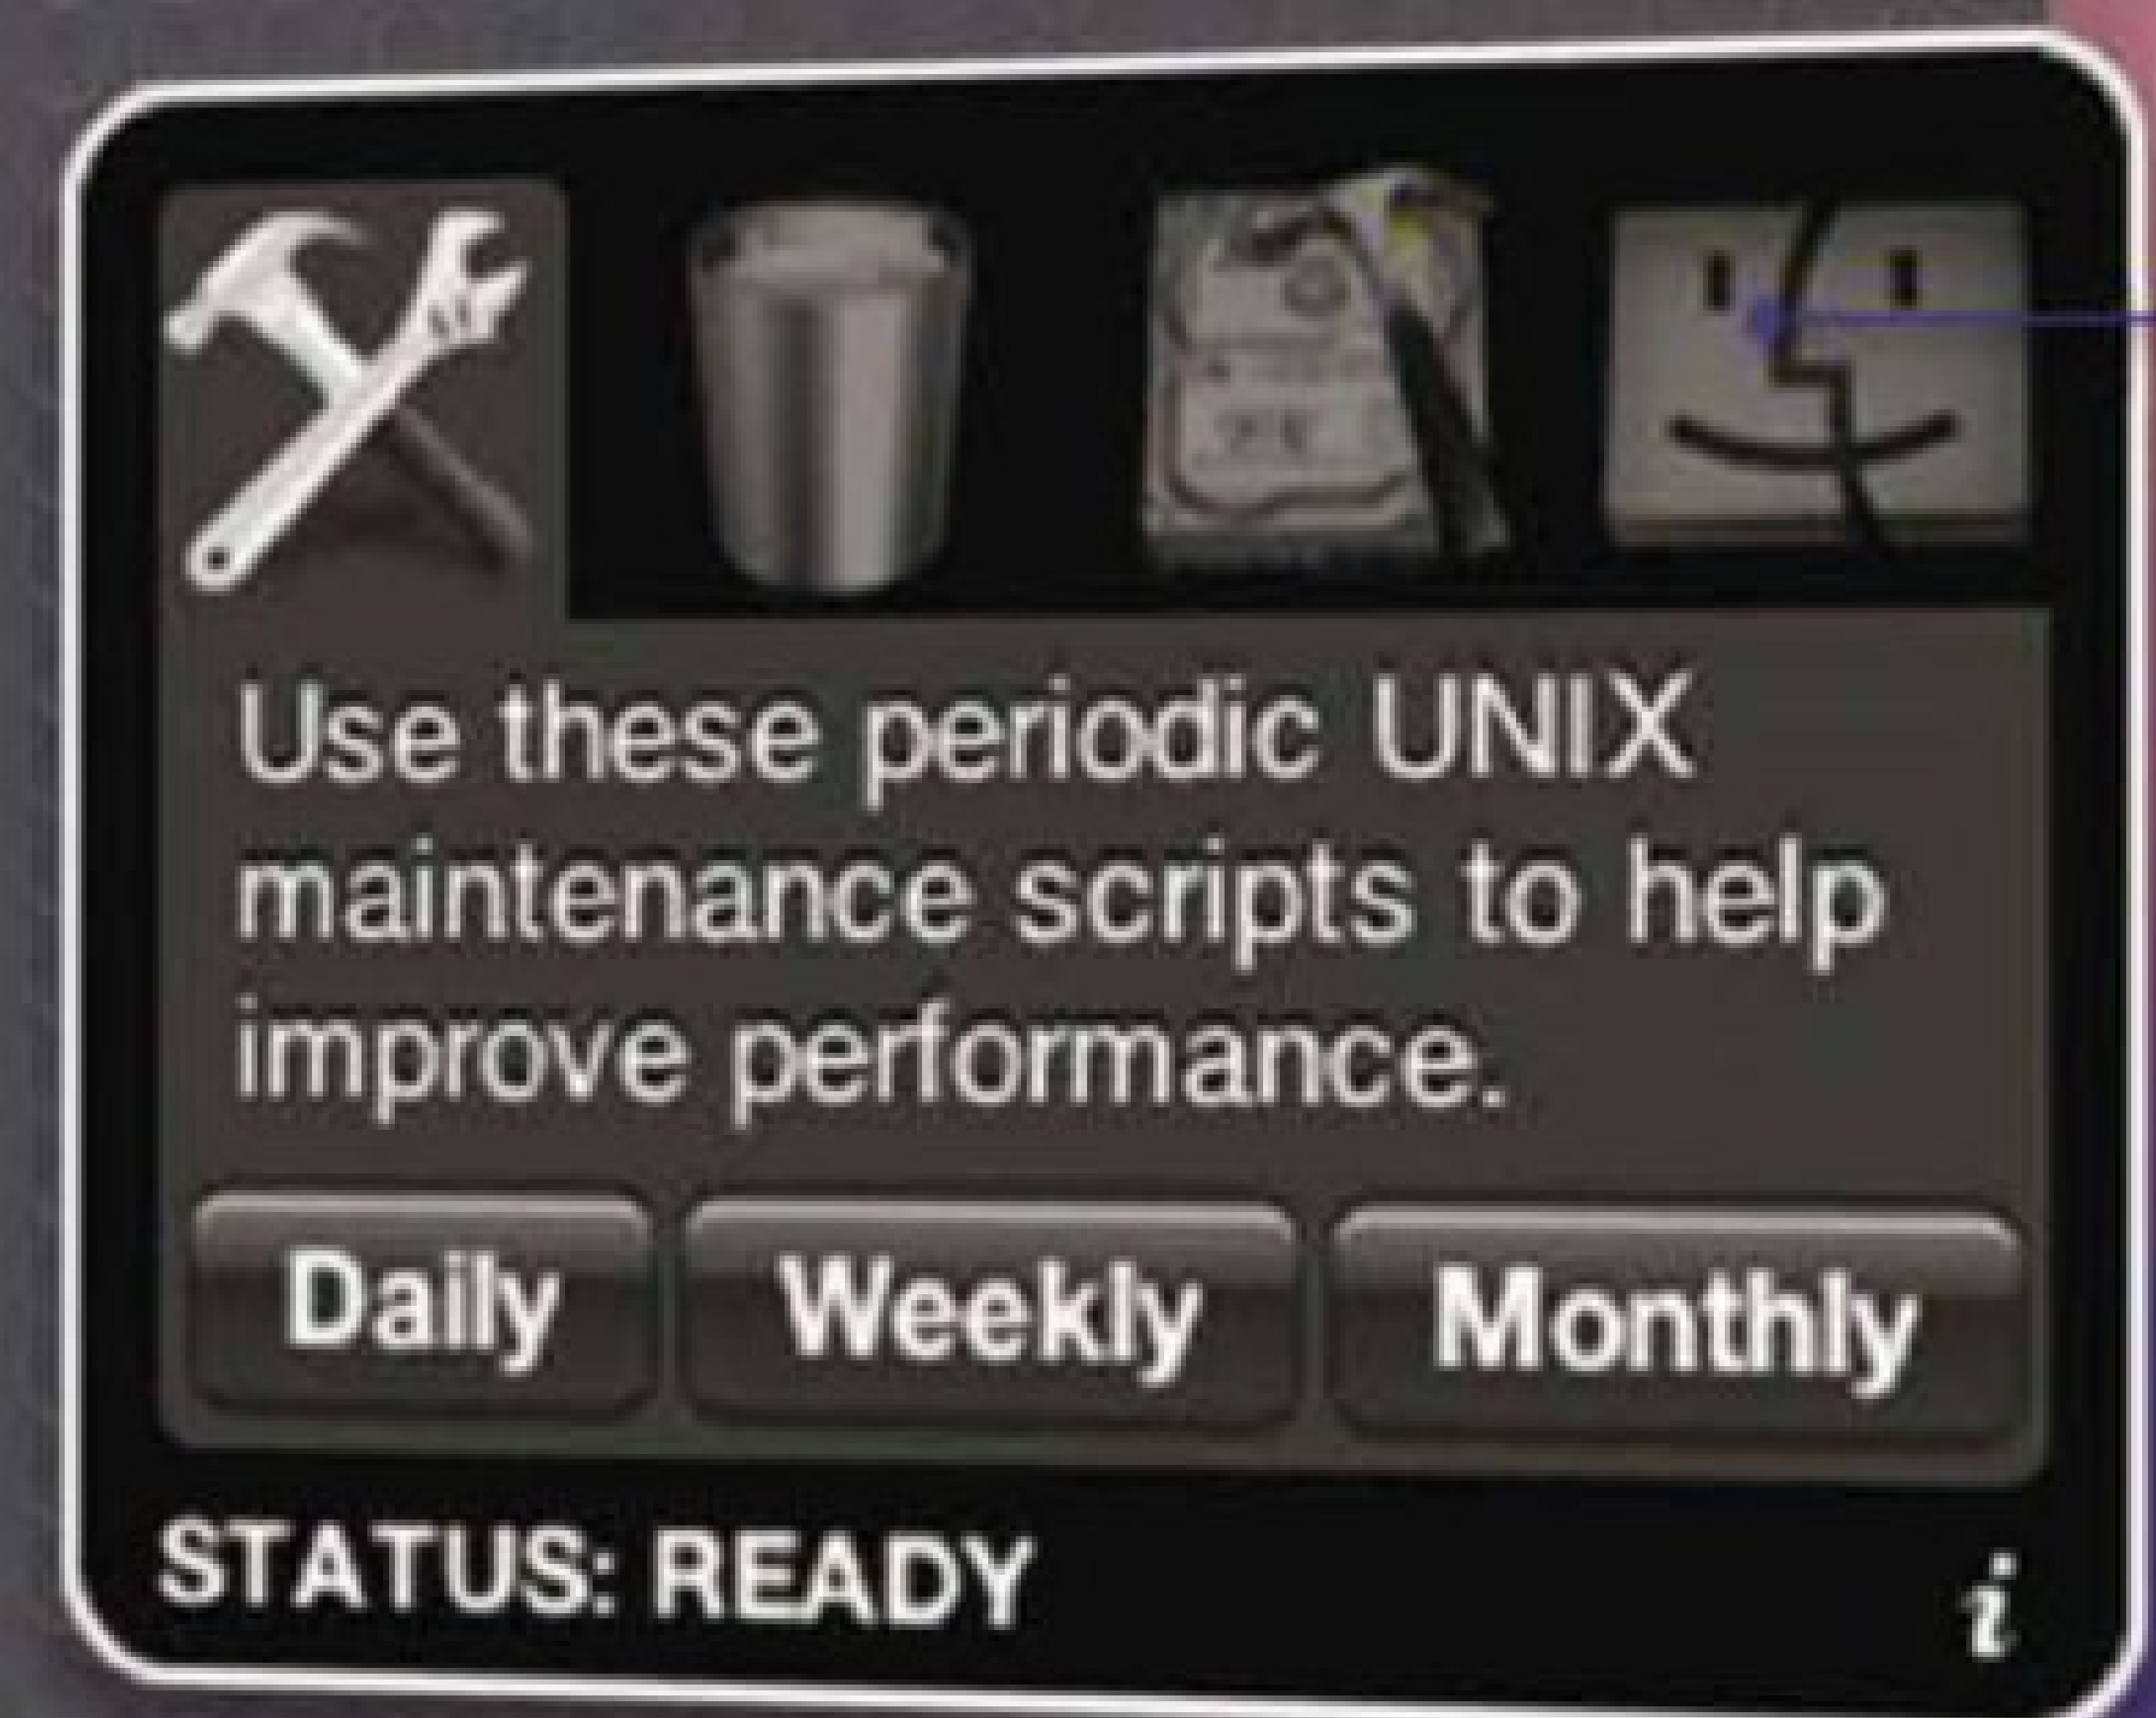 Use these periodic UNIX
maintenance scripts to help
improve performance.
Daily Weekly Monthly
STATUS: READY
i